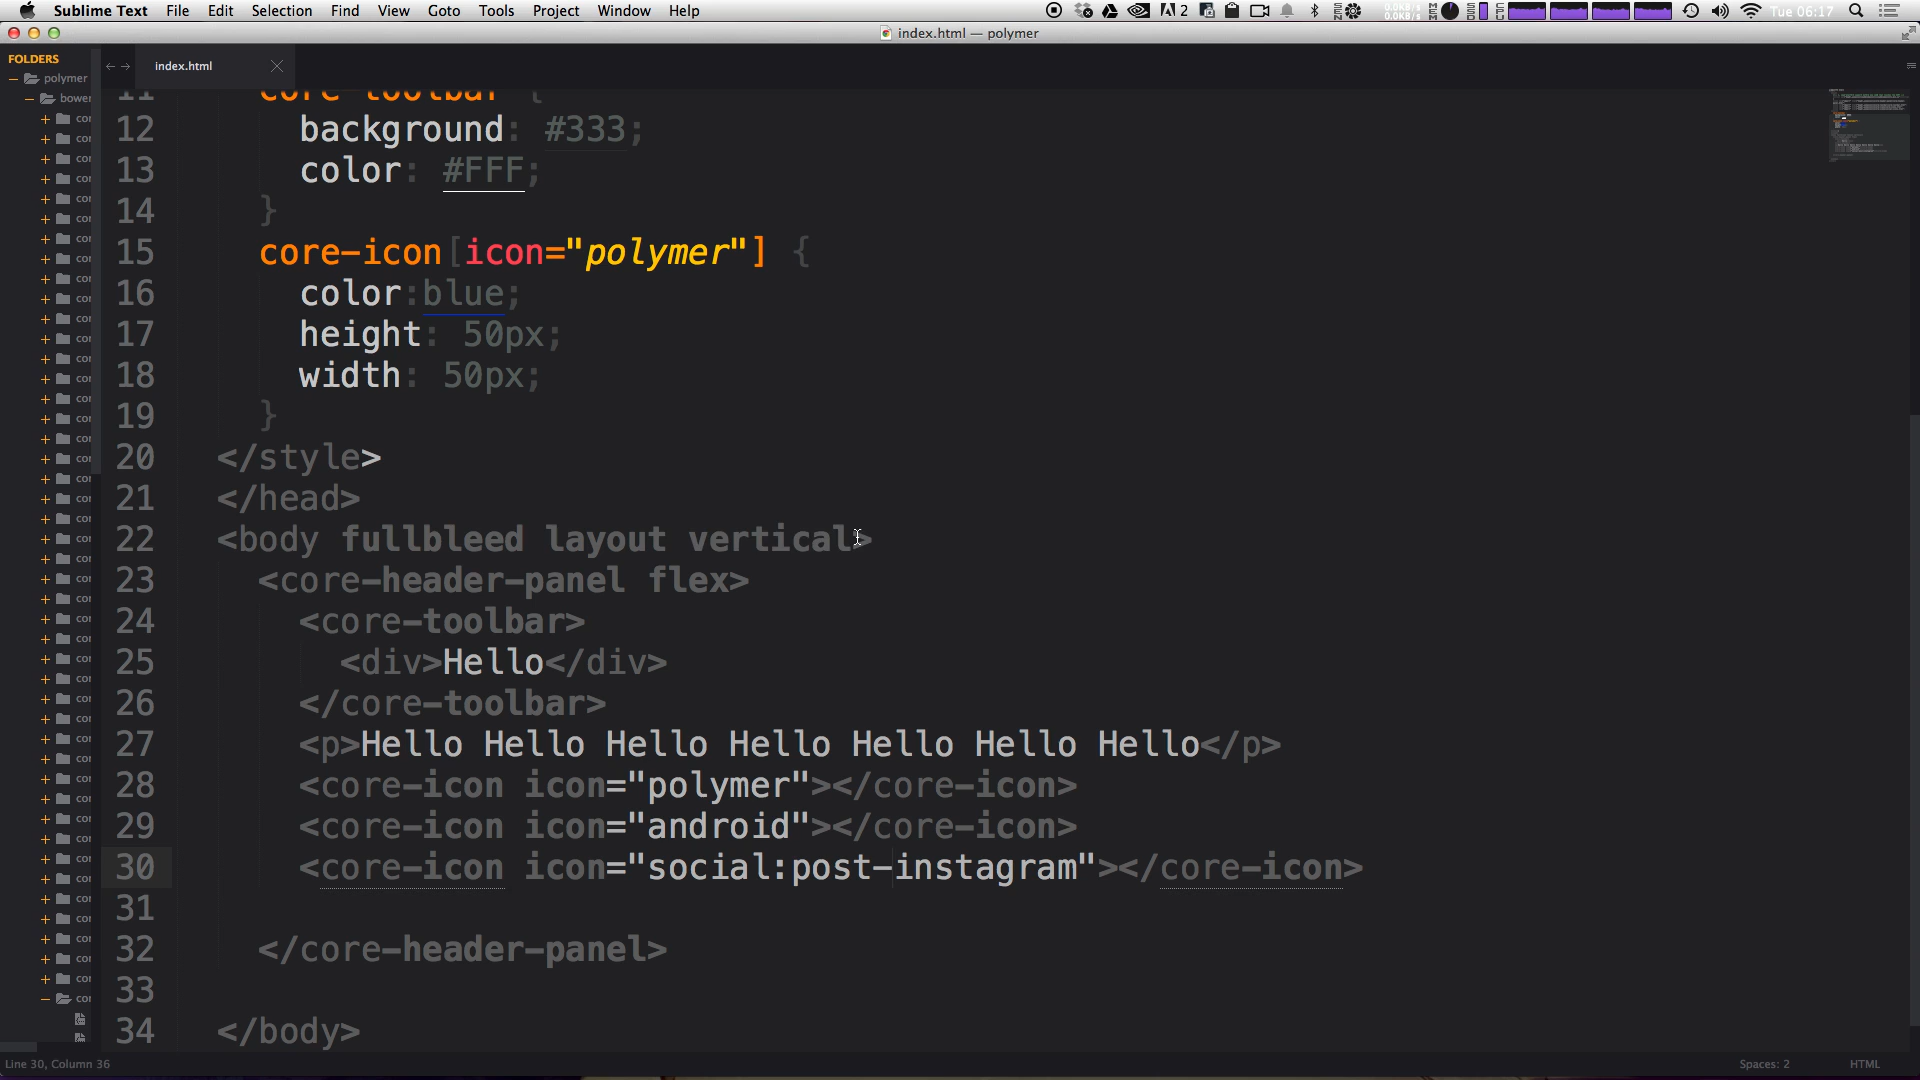 Sublime Text File Edit Selection Find View Goto Tools Project Window Help 2 Tue 06:17
index.html — polymer
FOLDERS
index.html
polymer
bower
11 core-toolbar {
12 background: #333;
13 color: #FFF;
14 }
15 core-icon[icon="polymer"] {
16 color:blue;
17 height: 50px;
18 width: 50px;
19 }
20 </style>
21 </head>
22 <body fullbleed layout vertical>
23 <core-header-panel flex>
24 <core-toolbar>
25 <div>Hello</div>
26 </core-toolbar>
27 <p>Hello Hello Hello Hello Hello Hello Hello</p>
28 <core-icon icon="polymer"></core-icon>
29 <core-icon icon="android"></core-icon>
30 <core-icon icon="social:post-instagram"></core-icon>
31
32 </core-header-panel>
33
34 </body>
Line 30, Column 36
Spaces: 2 HTML